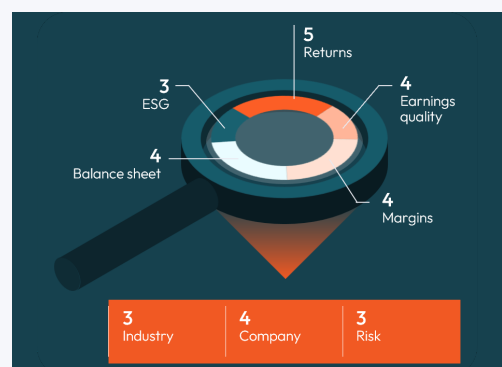 5
Returns
3
ESG
4
Earnings
quality
4
Balance sheet
4
Margins
3
Industry
4
Company
3
Risk